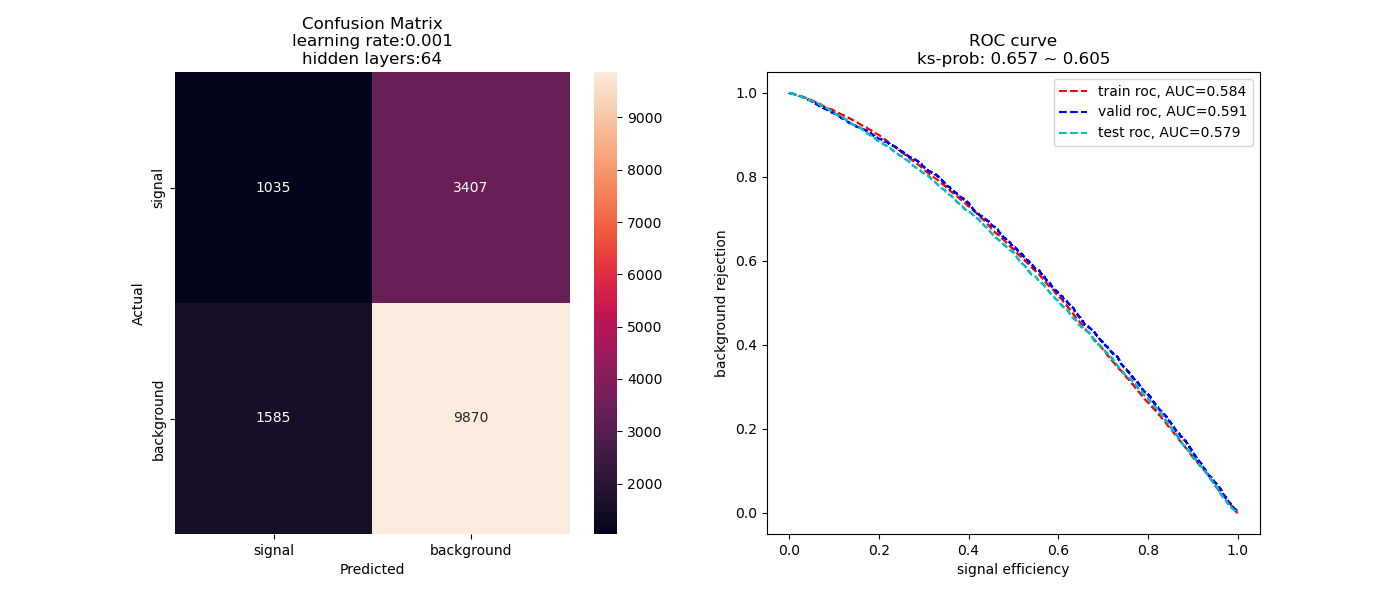 Confusion Matrix
learning rate:0.001
hidden layers:64
signal
background
Actual
1035
3407
1585
9870
signal
background
Predicted
9000
8000
7000
6000
5000
4000
3000
2000
ROC curve
ks-prob: 0.657 ~ 0.605
train roc, AUC=0.584
valid roc, AUC=0.591
test roc, AUC=0.579
background rejection
1.0
0.8
0.6
0.4
0.2
0.0
0.0 0.2 0.4 0.6 0.8 1.0
signal efficiency